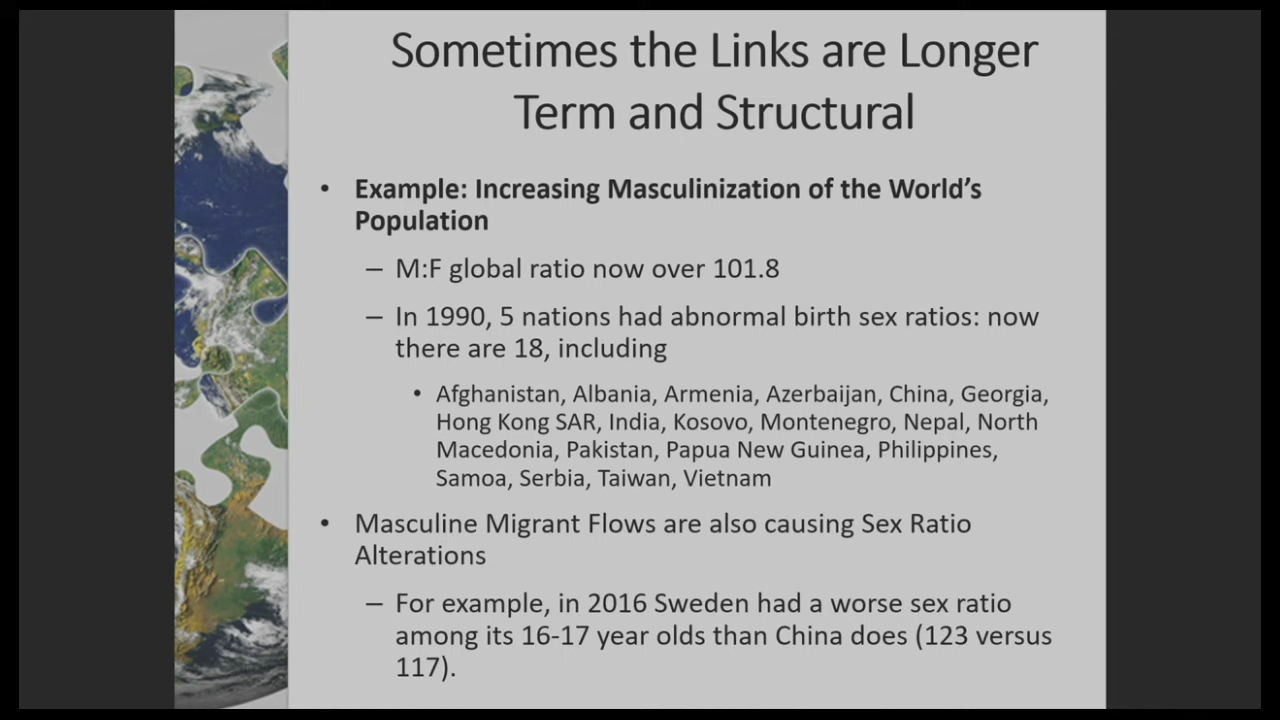 Sometimes the Links are Longer
Term and Structural
• Example: Increasing Masculinization of the World’s
Population
– M:F global ratio now over 101.8
– In 1990, 5 nations had abnormal birth sex ratios: now
there are 18, including
• Afghanistan, Albania, Armenia, Azerbaijan, China, Georgia,
Hong Kong SAR, India, Kosovo, Montenegro, Nepal, North
Macedonia, Pakistan, Papua New Guinea, Philippines,
Samoa, Serbia, Taiwan, Vietnam
• Masculine Migrant Flows are also causing Sex Ratio
Alterations
– For example, in 2016 Sweden had a worse sex ratio
among its 16-17 year olds than China does (123 versus
117).